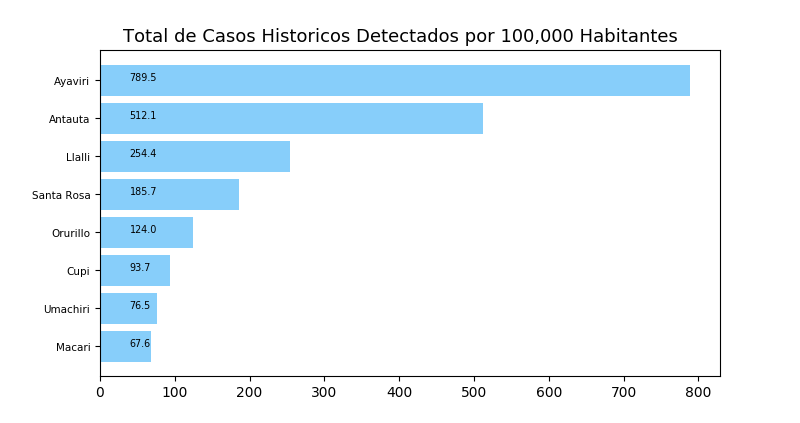 Total de Casos Historicos Detectados por 100,000 Habitantes
Ayaviri 789.5
Antauta 512.1
Llalli 254.4
Santa Rosa 185.7
Orurillo 124.0
Cupi 93.7
Umachiri 76.5
Macari 67.6
0 100 200 300 400 500 600 700 800